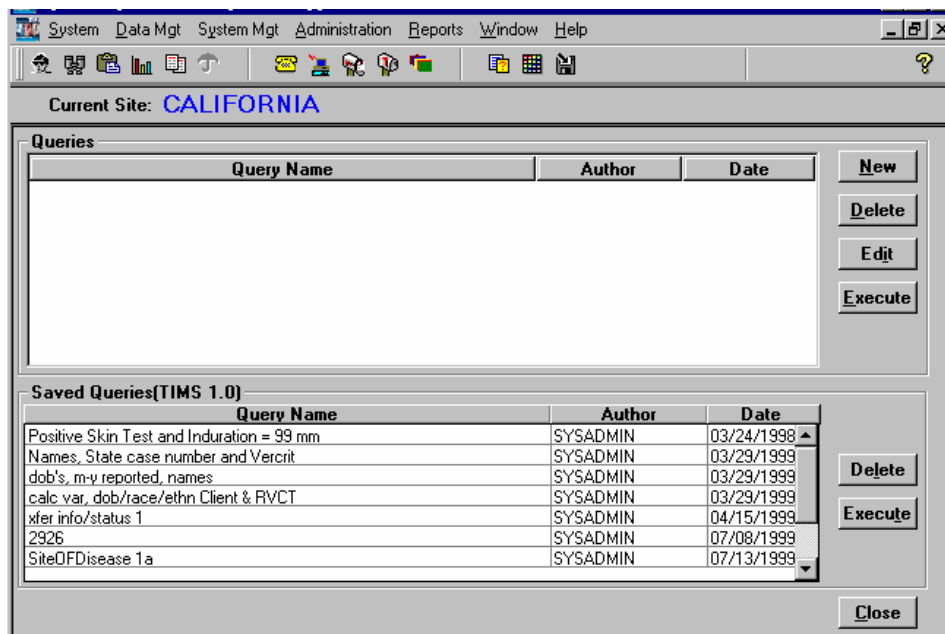 System Data Mgt System Mgt Administration Reports Window Help
Current Site: CALIFORNIA
Queries
Query Name Author Date
New
Delete
Edit
Execute
Saved Queries(TIMS 1.0)
Query Name Author Date
Positive Skin Test and Induration = 99 mm SYSADMIN 03/24/1998
Names, State case number and Vercrit SYSADMIN 03/29/1999
dob's, m-y reported, names SYSADMIN 03/29/1999
calc var, dob/race/ethn Client & RVCT SYSADMIN 03/29/1999
xfer info/status 1 SYSADMIN 04/15/1999
2926 SYSADMIN 07/08/1999
SiteOFDisease 1a SYSADMIN 07/13/1999
Delete
Execute
Close